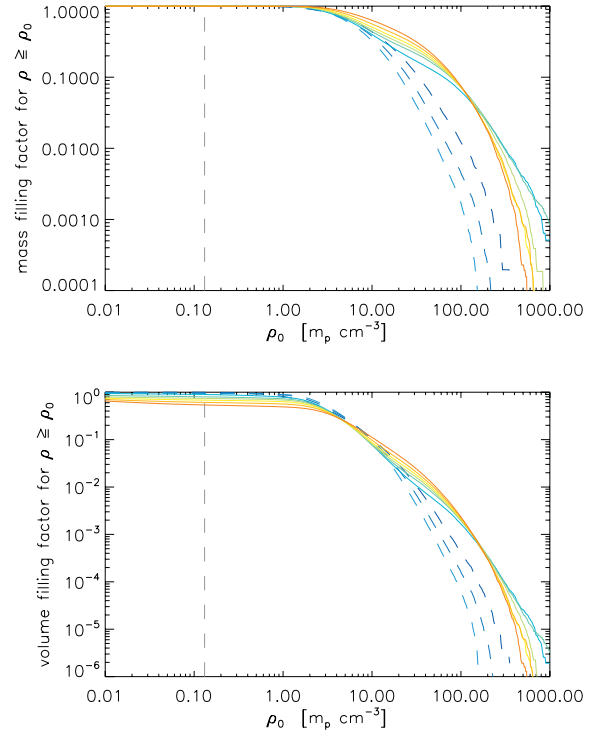 1.0000
0.1000
0.0100
0.0010
0.0001
mass filling factor for ρ ≥ ρ₀
0.01 0.10 1.00 10.00 100.00 1000.00
ρ₀ [mₚ cm⁻³]
10⁰
10⁻¹
10⁻²
10⁻³
10⁻⁴
10⁻⁵
10⁻⁶
volume filling factor for ρ ≥ ρ₀
0.01 0.10 1.00 10.00 100.00 1000.00
ρ₀ [mₚ cm⁻³]